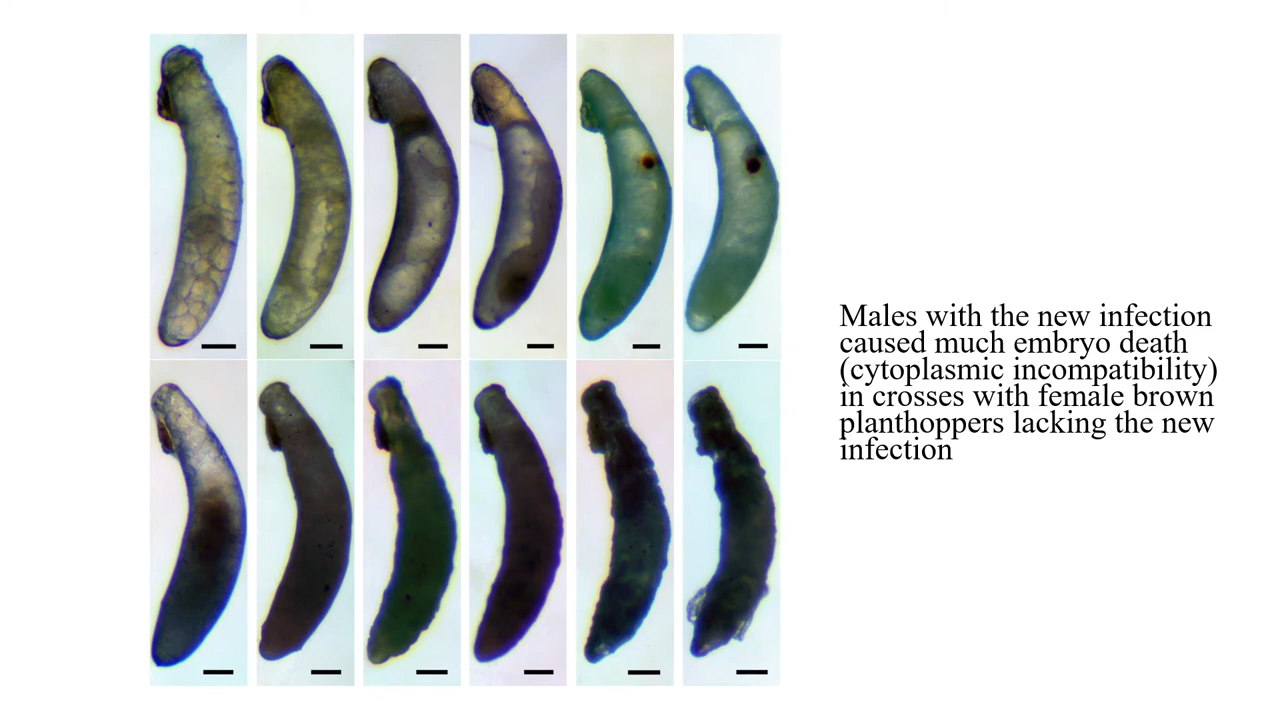 Males with the new infection
caused much embryo death
(cytoplasmic incompatibility)
in crosses with female brown
planthoppers lacking the new
infection